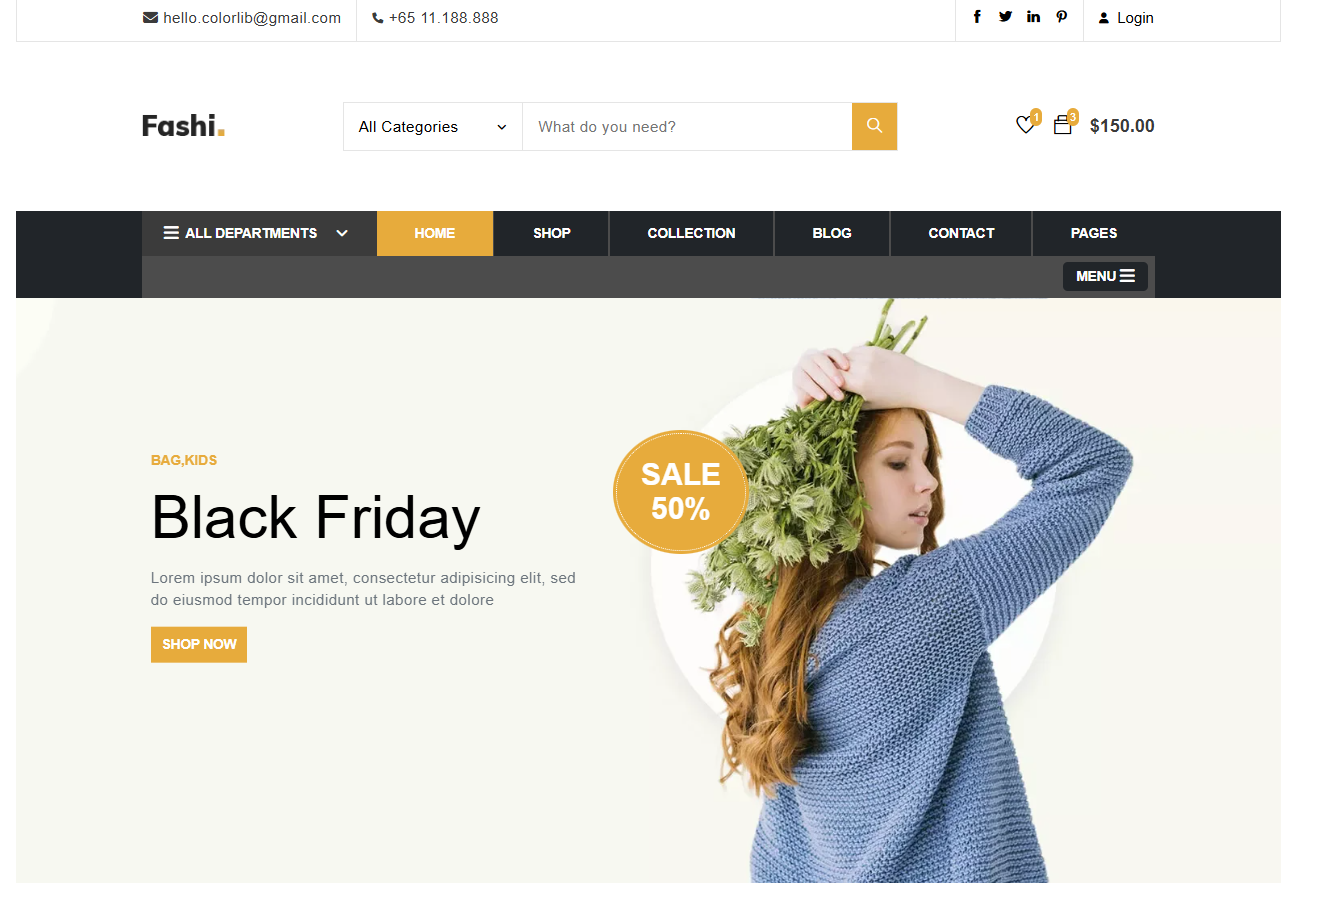 hello.colorlib@gmail.com
+65 11.188.888
Login
Fashi.
All Categories
What do you need?
1
3
$150.00
ALL DEPARTMENTS
HOME
SHOP
COLLECTION
BLOG
CONTACT
PAGES
MENU
BAG,KIDS
Black Friday
Lorem ipsum dolor sit amet, consectetur adipisicing elit, sed
do eiusmod tempor incididunt ut labore et dolore
SHOP NOW
SALE
50%